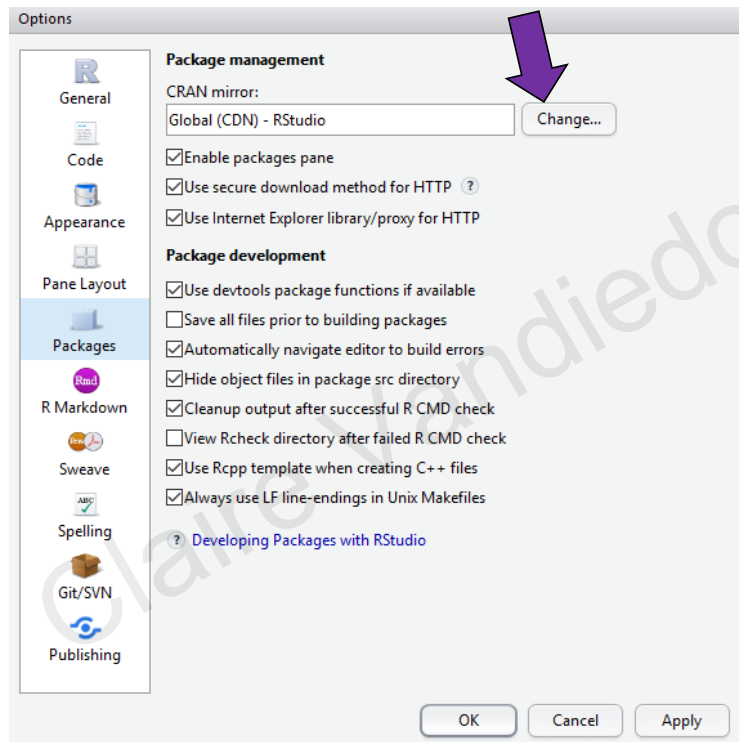 Options
General
Code
Appearance
Pane Layout
Packages
Rmd
R Markdown
Rnw
Sweave
ABC
Spelling
Git/SVN
Publishing
Package management
CRAN mirror:
Global (CDN) - RStudio
Change...
Enable packages pane
Use secure download method for HTTP ?
Use Internet Explorer library/proxy for HTTP
Package development
Use devtools package functions if available
Save all files prior to building packages
Automatically navigate editor to build errors
Hide object files in package src directory
Cleanup output after successful R CMD check
View Rcheck directory after failed R CMD check
Use Rcpp template when creating C++ files
Always use LF line-endings in Unix Makefiles
? Developing Packages with RStudio
OK Cancel Apply
Claire Vandiedo